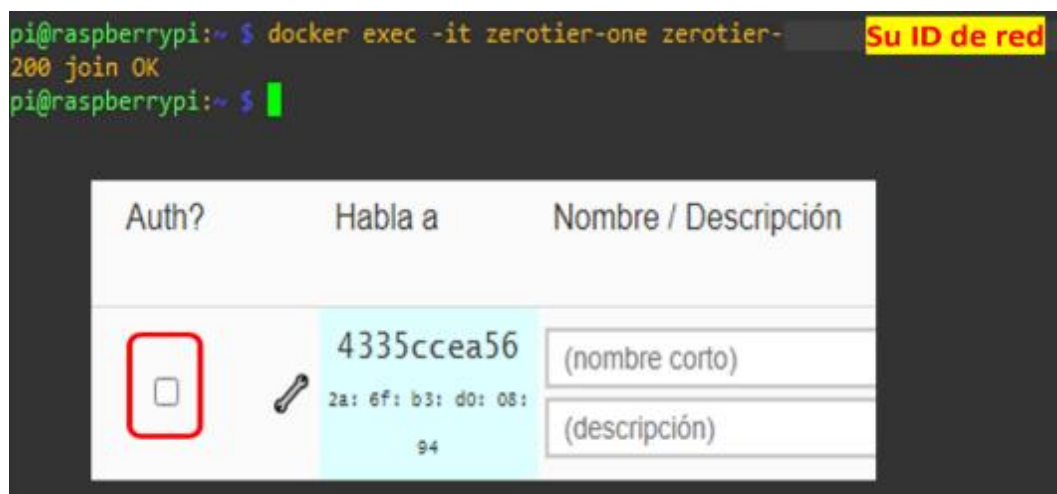 pi@raspberrypi:~ $ docker exec -it zerotier-one zerotier- Su ID de red
200 join OK
pi@raspberrypi:~ $
Auth? Habla a Nombre / Descripción
4335ccea56 (nombre corto)
2a: 6f: b3: d0: 08:
94
(descripción)